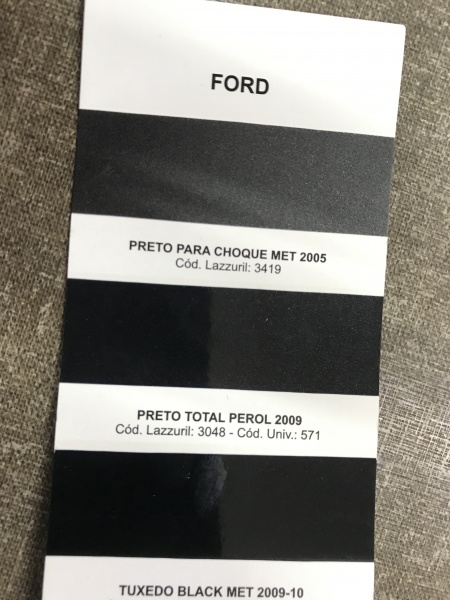 FORD
PRETO PARA CHOQUE MET 2005
Cód. Lazzuril: 3419
PRETO TOTAL PEROL 2009
Cód. Lazzuril: 3048 - Cód. Univ.: 571
TUXEDO BLACK MET 2009-10